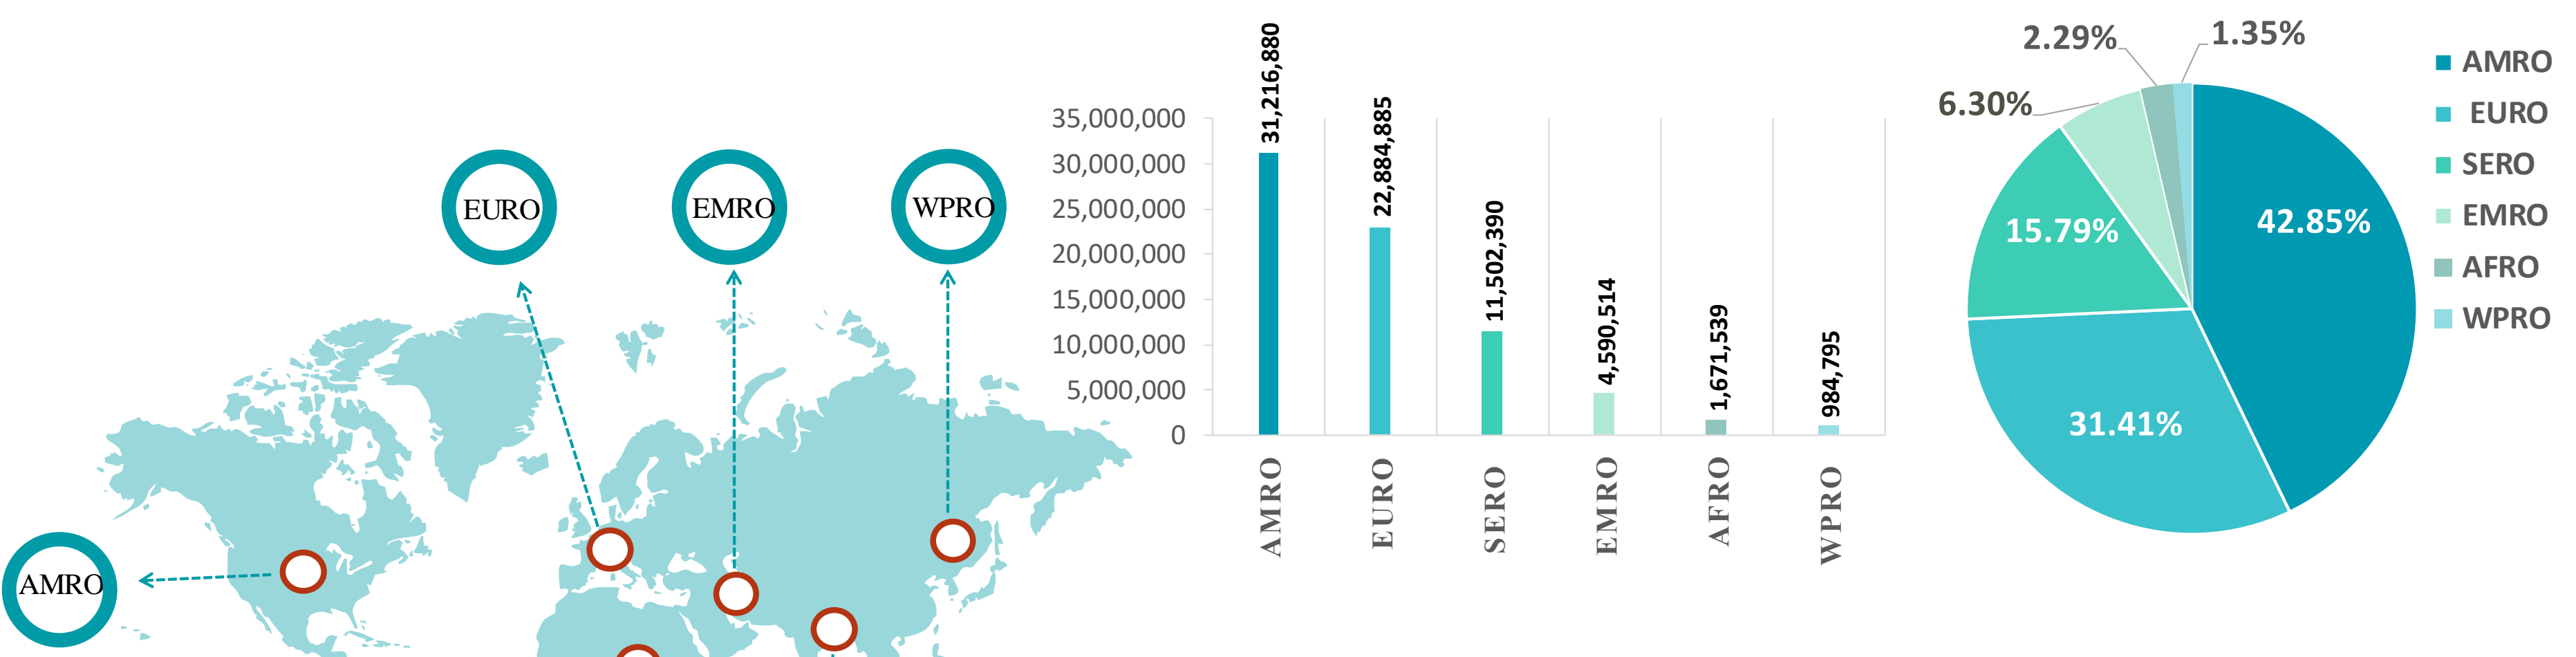 EURO
EMRO
WPRO
AMRO
35,000,000
30,000,000
25,000,000
20,000,000
15,000,000
10,000,000
5,000,000
0
31,216,880
22,884,885
11,502,390
4,590,514
1,671,539
984,795
AMRO
EURO
SERO
EMRO
AFRO
WPRO
2.29%
1.35%
6.30%
15.79%
42.85%
31.41%
AMRO
EURO
SERO
EMRO
AFRO
WPRO